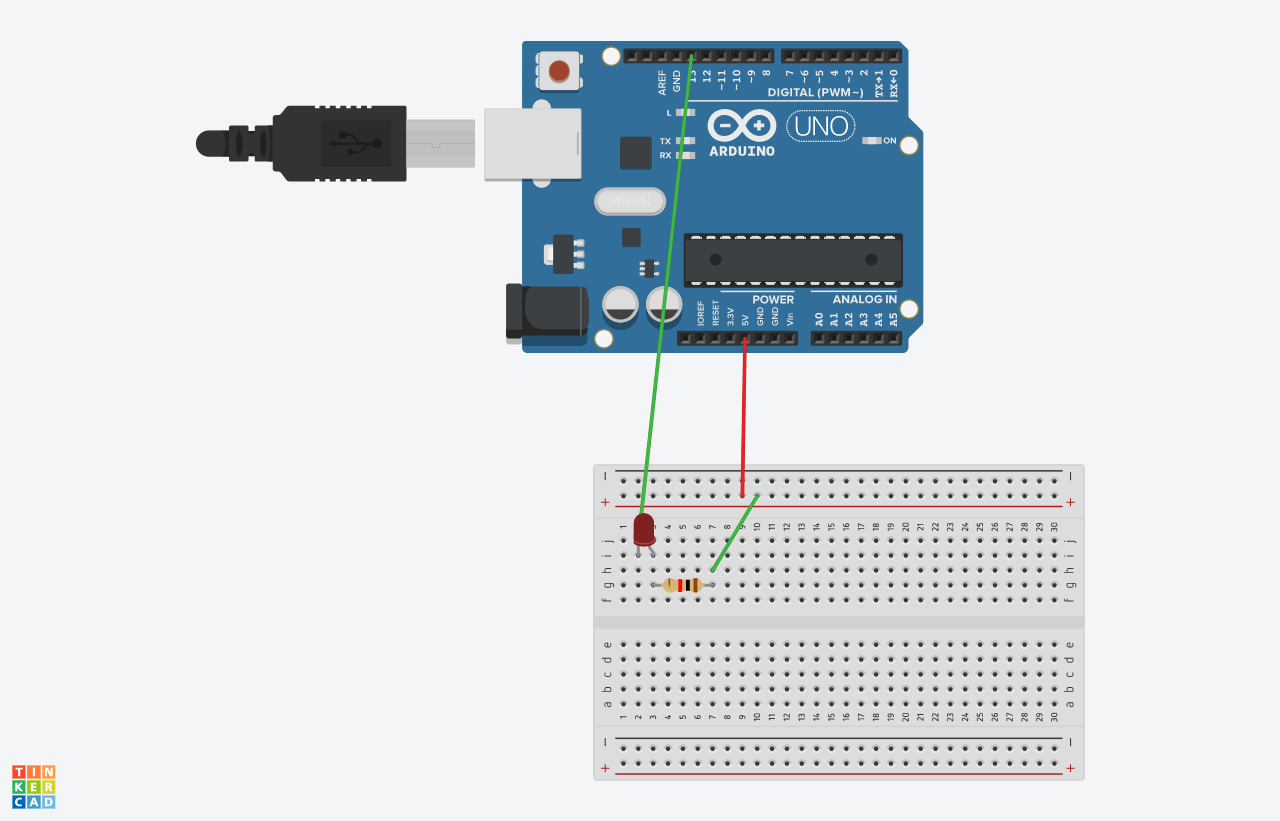 AREF
GND
13
12
~11
~10
~9
8
7
~6
~5
4
~3
2
TX→1
RX←0
DIGITAL (PWM~)
L
TX
RX
ARDUINO
UNO
ON
POWER
ANALOG IN
IOREF
RESET
3.3V
5V
GND
GND
Vin
A0
A1
A2
A3
A4
A5
1 2 3 4 5 6 7 8 9 10 11 12 13 14 15 16 17 18 19 20 21 22 23 24 25 26 27 28 29 30
j j
i i
h h
g g
f f
e e
d d
c c
b b
a a
1 2 3 4 5 6 7 8 9 10 11 12 13 14 15 16 17 18 19 20 21 22 23 24 25 26 27 28 29 30
TIN
KER
CAD